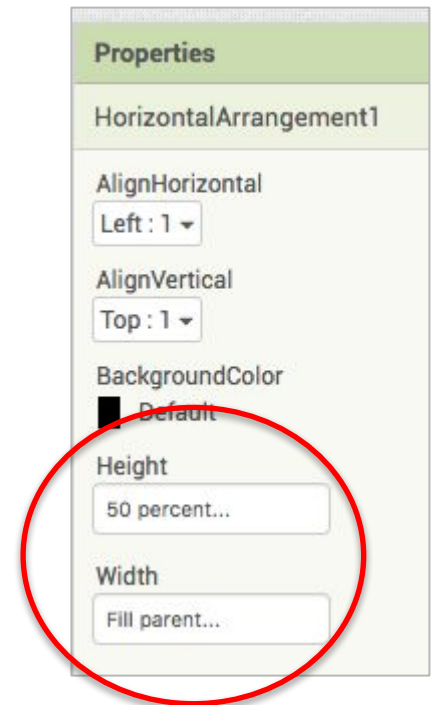 Properties
HorizontalArrangement1
AlignHorizontal
Left : 1
AlignVertical
Top : 1
BackgroundColor
Default
Height
50 percent...
Width
Fill parent...